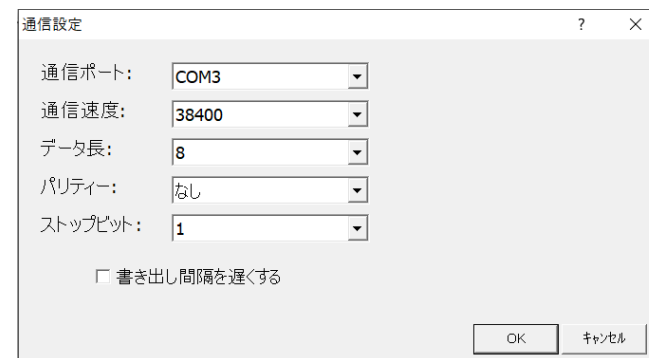 通信設定 ? ×
通信ポート: COM3
通信速度: 38400
データ長: 8
パリティー: なし
ストップビット: 1
書き出し間隔を遅くする
OK キャンセル